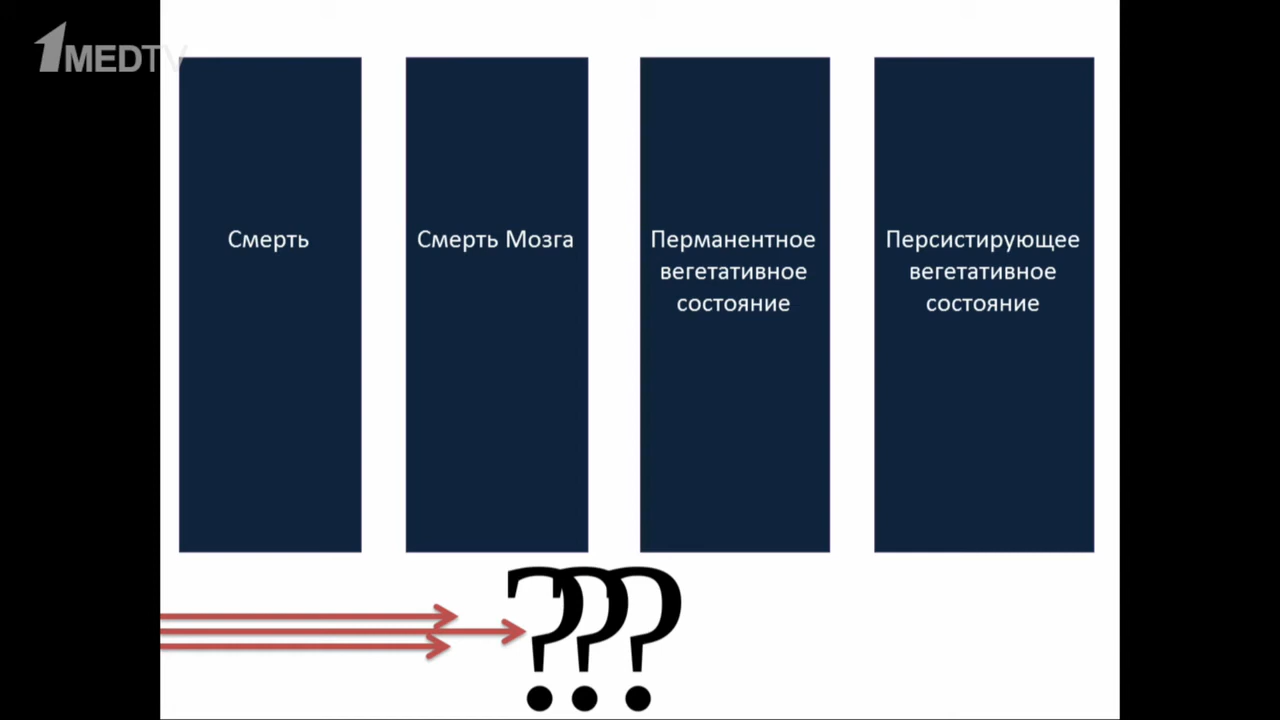 1MEDTV
Смерть
Смерть Мозга
Перманентное
вегетативное
состояние
Персистирующее
вегетативное
состояние
???